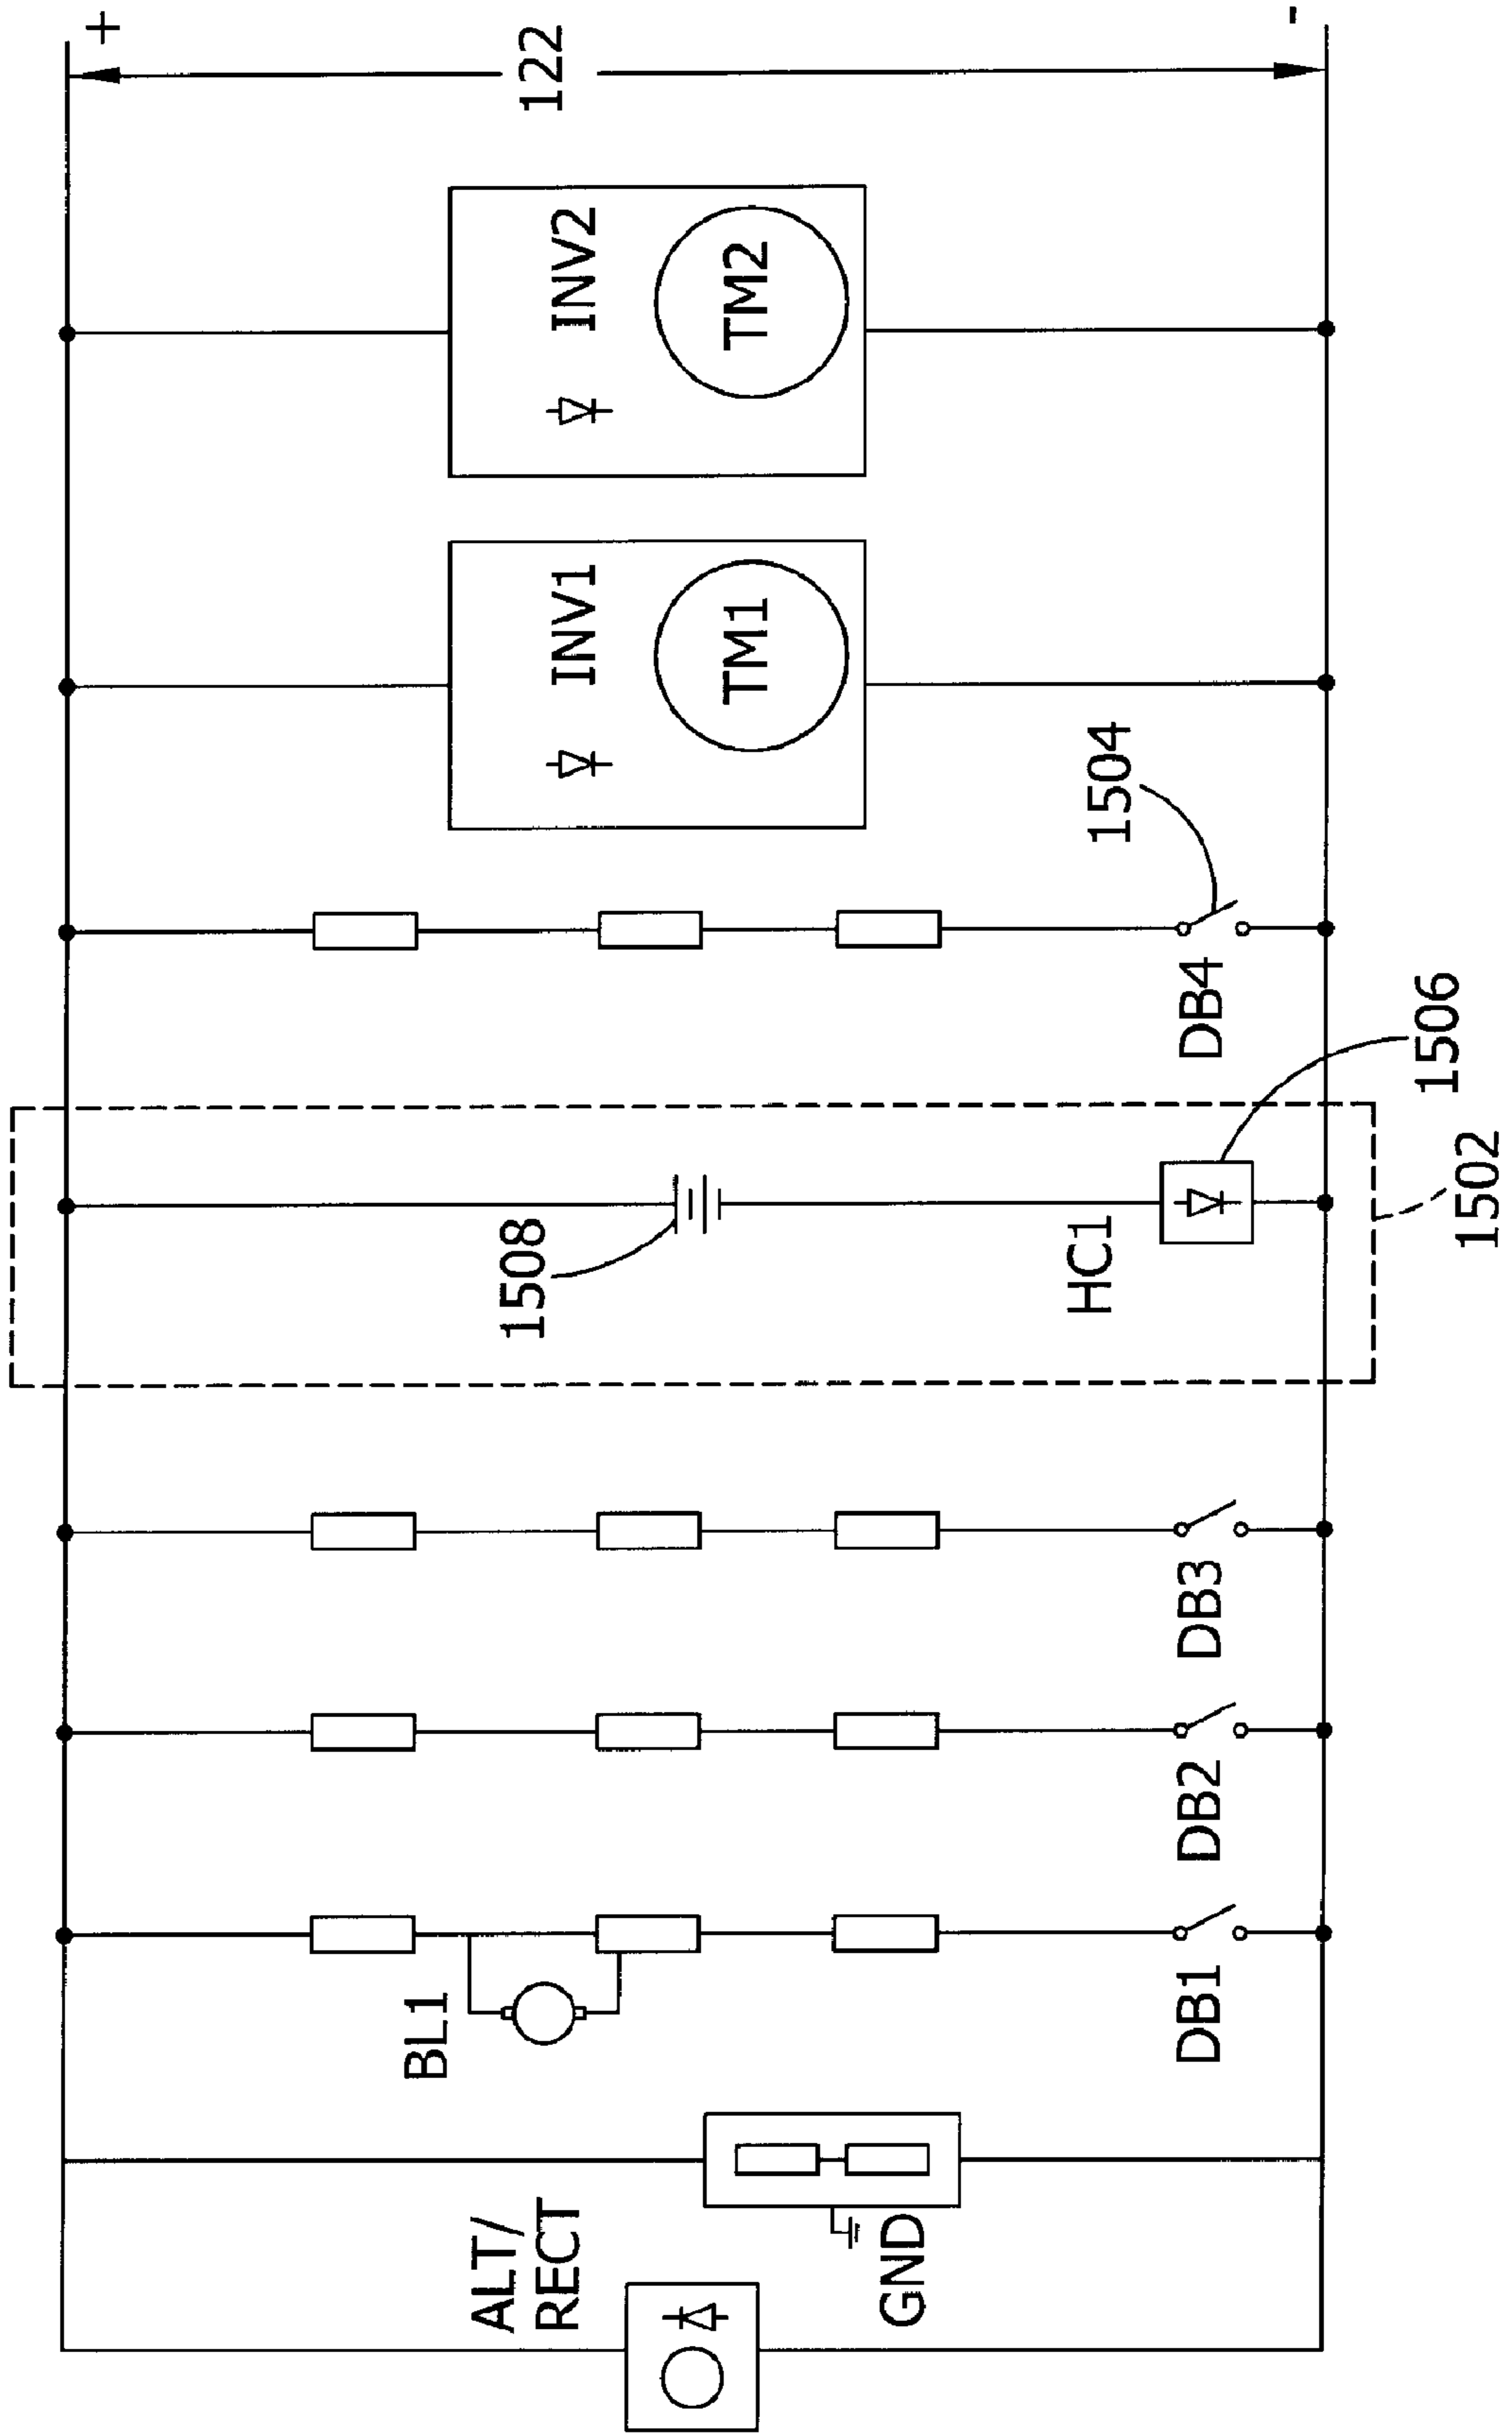 +
122
-
INV2
TM2
INV1
TM1
1504
DB4
1506
1502
1508
HC1
DB3
DB2
DB1
BL1
ALT/
RECT
GND